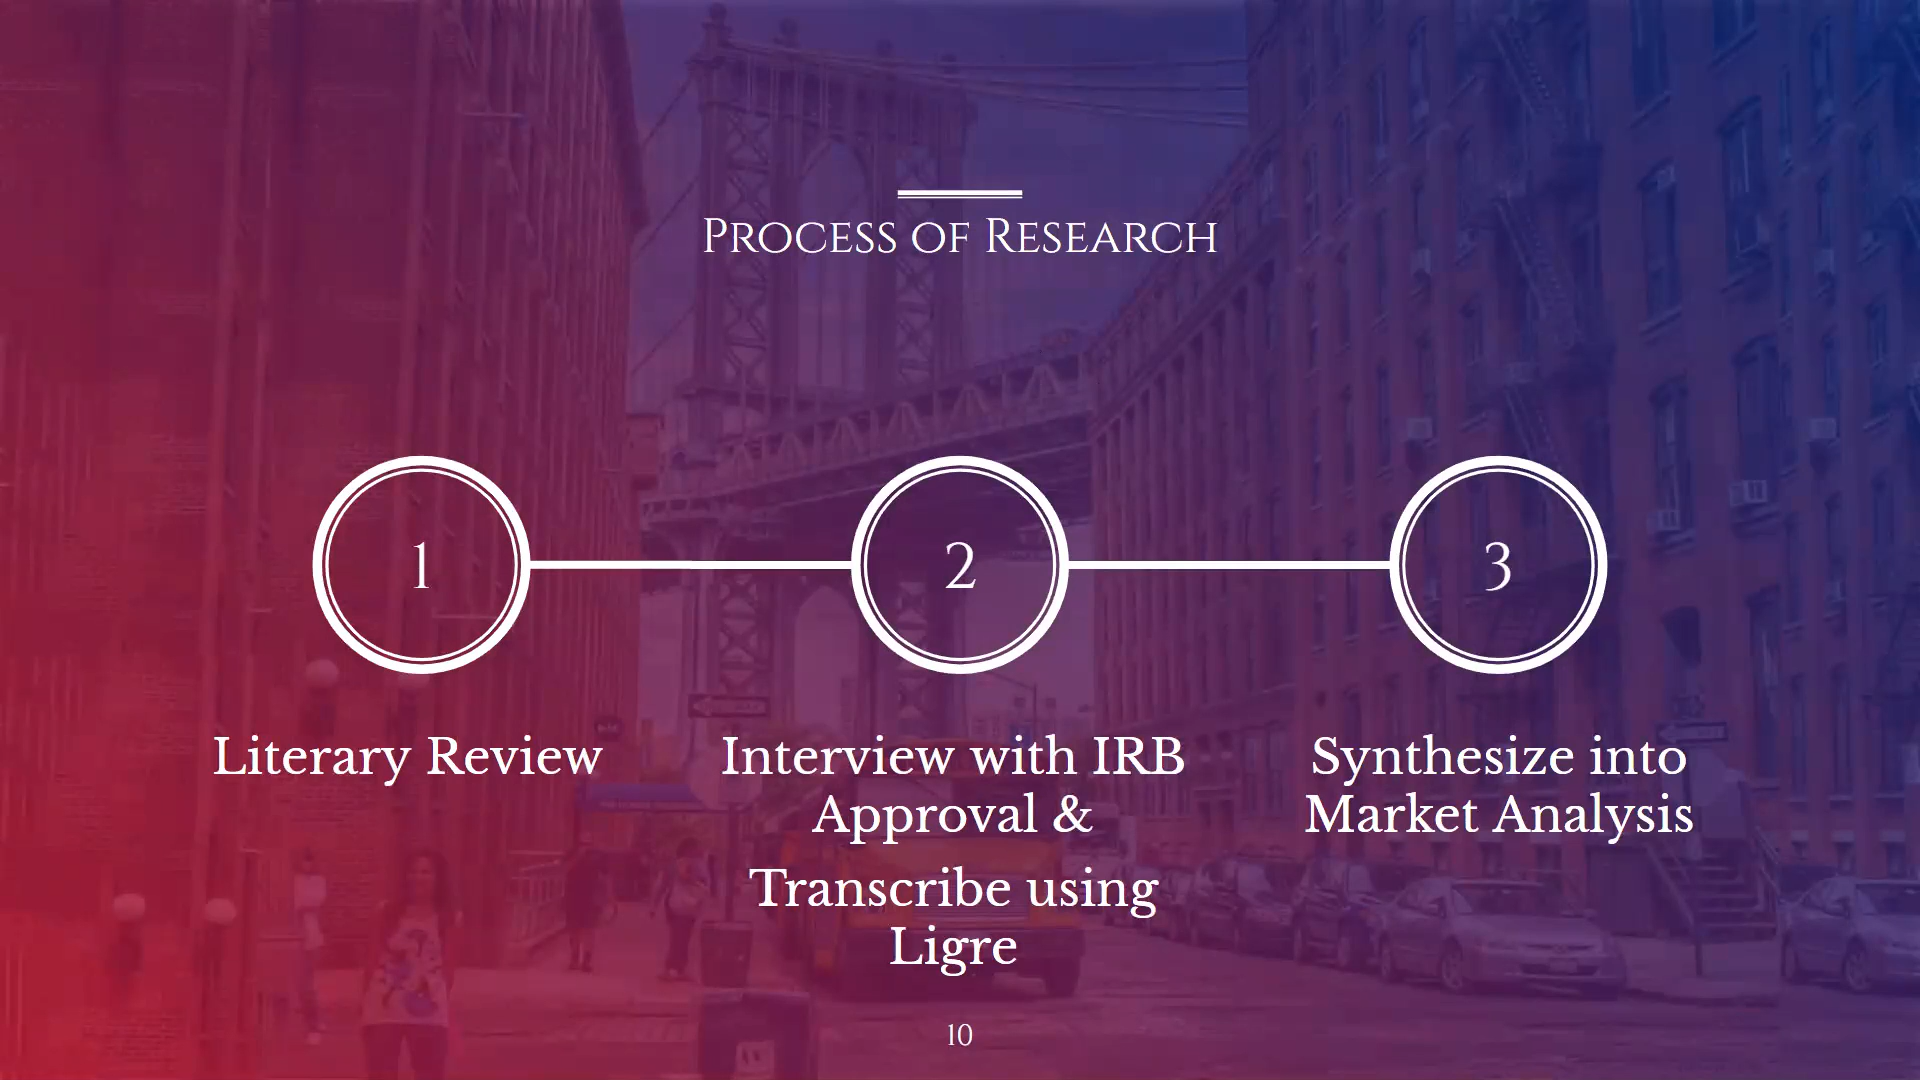 Process of Research
1
2
3
Literary Review
Interview with IRB
Approval &
Transcribe using
Ligre
Synthesize into
Market Analysis
10